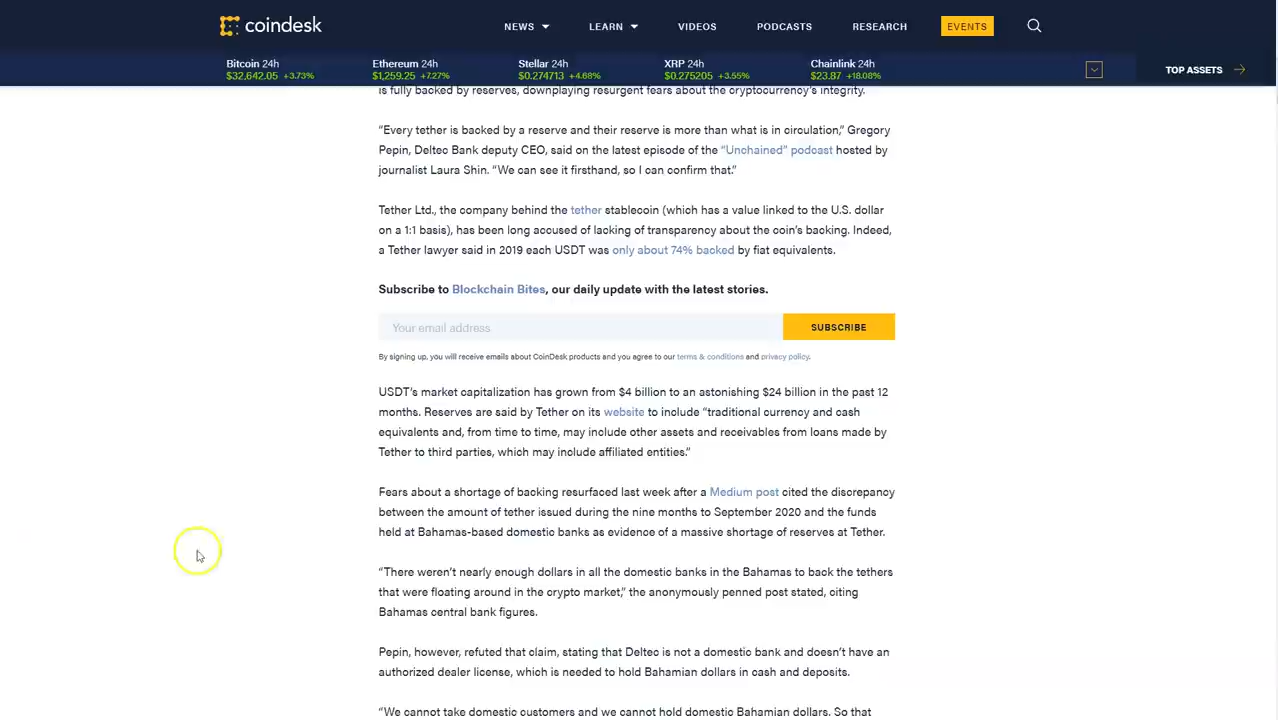 coindesk
NEWS LEARN VIDEOS PODCASTS RESEARCH EVENTS
Bitcoin 24h Ethereum 24h Stellar 24h XRP 24h Chainlink 24h
$32,642.05 +3.73% $1,259.25 +7.27% $0.274713 +4.68% $0.275205 +3.55% $23.87 +18.08%
TOP ASSETS
is fully backed by reserves, downplaying resurgent fears about the cryptocurrency's integrity.
“Every tether is backed by a reserve and their reserve is more than what is in circulation,” Gregory
Pepin, Deltec Bank deputy CEO, said on the latest episode of the “Unchained” podcast hosted by
journalist Laura Shin. “We can see it firsthand, so I can confirm that.”
Tether Ltd., the company behind the tether stablecoin (which has a value linked to the U.S. dollar
on a 1:1 basis), has been long accused of lacking of transparency about the coin’s backing. Indeed,
a Tether lawyer said in 2019 each USDT was only about 74% backed by fiat equivalents.
Subscribe to Blockchain Bites, our daily update with the latest stories.
Your email address
SUBSCRIBE
By signing up, you will receive emails about CoinDesk products and you agree to our terms & conditions and privacy policy.
USDT’s market capitalization has grown from $4 billion to an astonishing $24 billion in the past 12
months. Reserves are said by Tether on its website to include “traditional currency and cash
equivalents and, from time to time, may include other assets and receivables from loans made by
Tether to third parties, which may include affiliated entities.”
Fears about a shortage of backing resurfaced last week after a Medium post cited the discrepancy
between the amount of tether issued during the nine months to September 2020 and the funds
held at Bahamas-based domestic banks as evidence of a massive shortage of reserves at Tether.
“There weren’t nearly enough dollars in all the domestic banks in the Bahamas to back the tethers
that were floating around in the crypto market,” the anonymously penned post stated, citing
Bahamas central bank figures.
Pepin, however, refuted that claim, stating that Deltec is not a domestic bank and doesn’t have an
authorized dealer license, which is needed to hold Bahamian dollars in cash and deposits.
“We cannot take domestic customers and we cannot hold domestic Bahamian dollars. So that